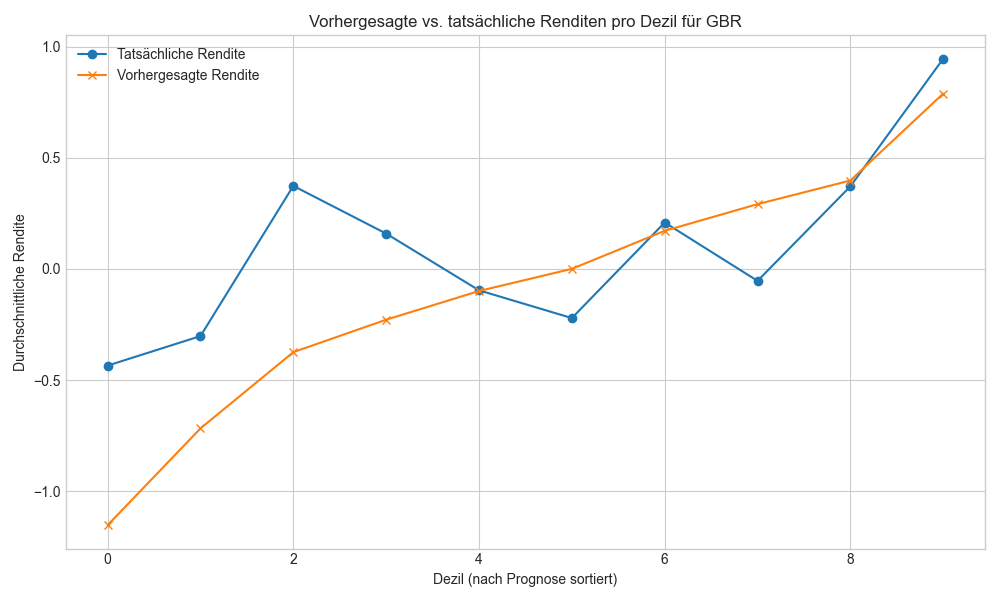 Vorhergesagte vs. tatsächliche Renditen pro Dezil für GBR
Tatsächliche Rendite
Vorhergesagte Rendite
Durchschnittliche Rendite
1.0
0.5
0.0
−0.5
−1.0
0 2 4 6 8
Dezil (nach Prognose sortiert)